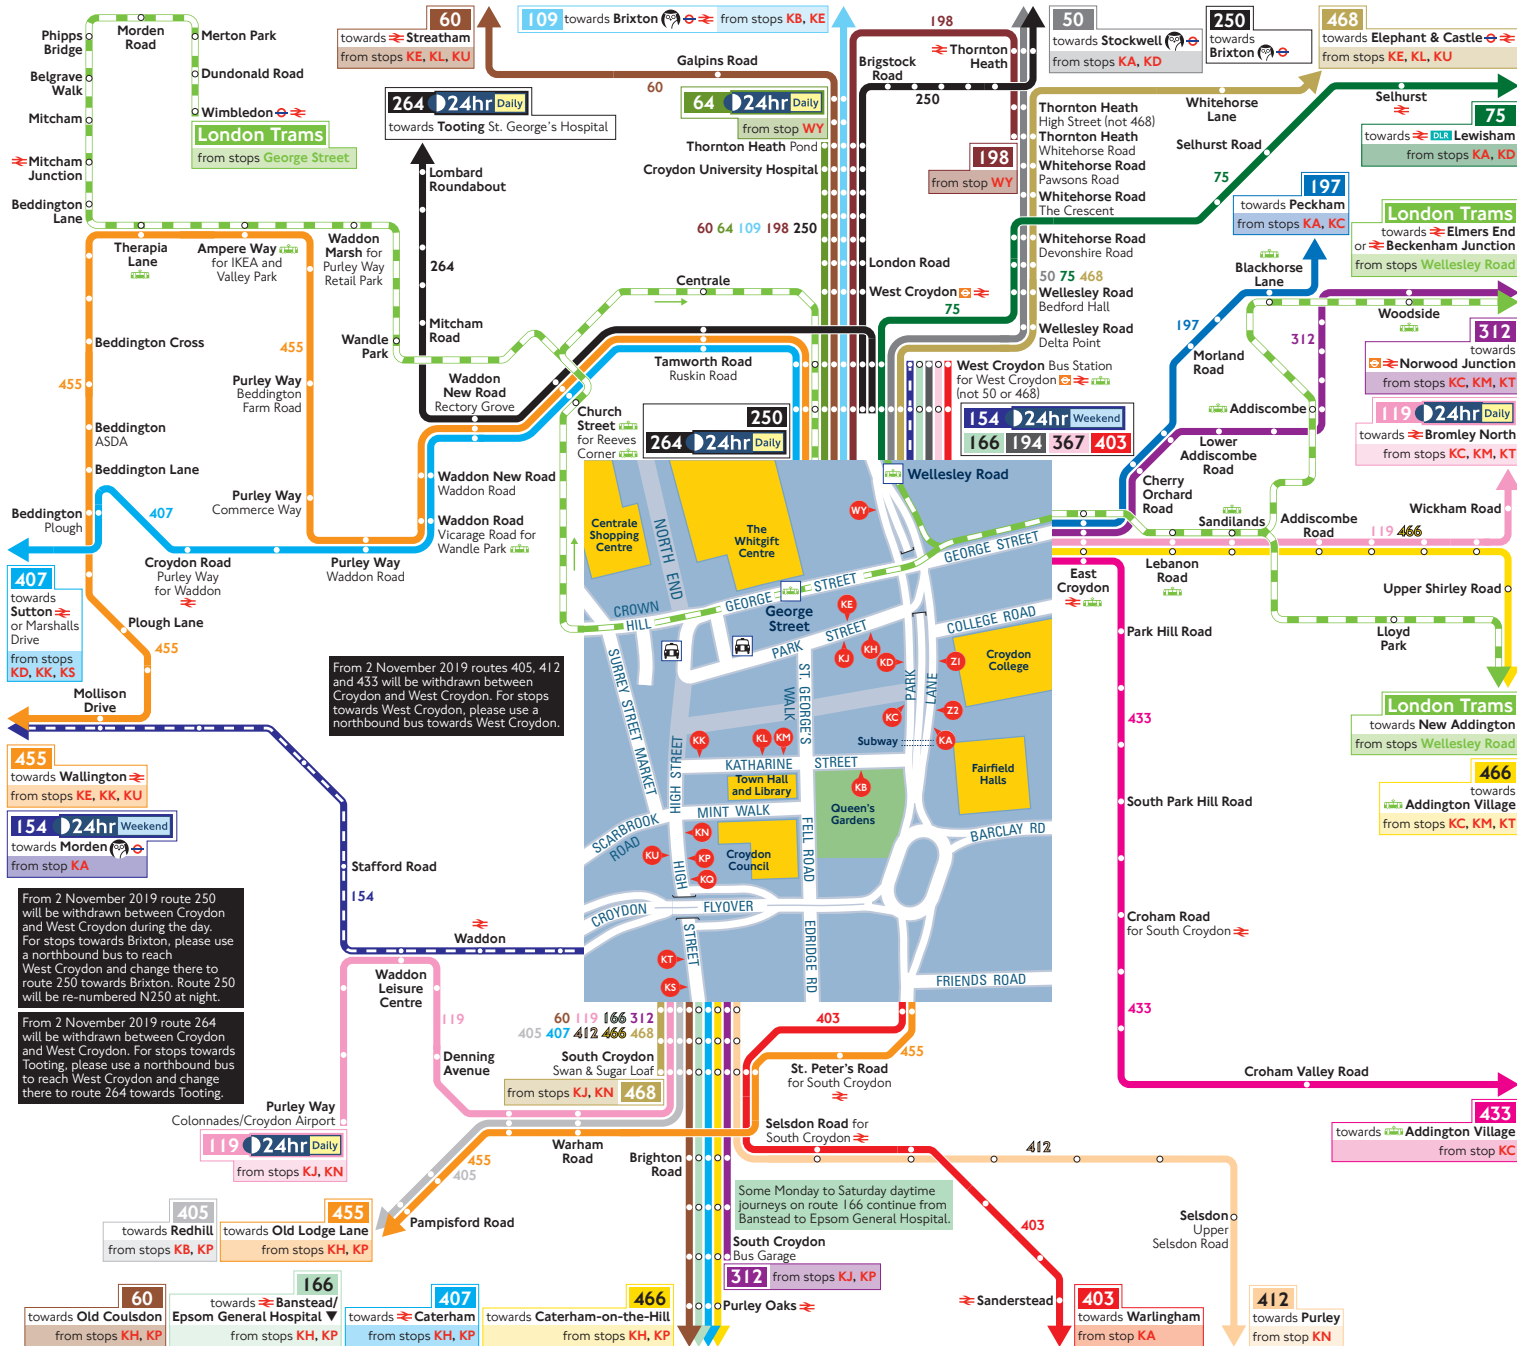 Phipps
Bridge
Morden
Road
Merton Park
Belgrave
Walk
Dundonald Road
Mitcham
Wimbledon
London Trams
from stops George Street
Mitcham
Junction
Beddington
Lane
60
towards Streatham
from stops KE, KL, KU
109 towards Brixton from stops KB, KE
198
Thornton
Heath
50
towards Stockwell
from stops KA, KD
250
towards
Brixton
468
towards Elephant & Castle
from stops KE, KL, KU
Galpins Road
60
Brigstock
Road
250
Whitehorse
Lane
Selhurst
264 24hr Daily
towards Tooting St. George's Hospital
64 24hr Daily
from stop WY
Thornton Heath Pond
Croydon University Hospital
Thornton Heath
High Street (not 468)
Thornton Heath
Whitehorse Road
Whitehorse Road
Pawsons Road
Whitehorse Road
The Crescent
Whitehorse Road
Devonshire Road
50 75 468
Wellesley Road
Bedford Hall
Wellesley Road
Delta Point
198
from stop WY
Selhurst Road
75
75
towards DLR Lewisham
from stops KA, KD
197
towards Peckham
from stops KA, KC
London Trams
towards Elmers End
or Beckenham Junction
from stops Wellesley Road
Lombard
Roundabout
60 64 109 198 250
London Road
West Croydon
75
Therapia
Lane
Ampere Way
for IKEA and
Valley Park
Waddon
Marsh for
Purley Way
Retail Park
264
Centrale
Mitcham
Road
Wandle
Park
Blackhorse
Lane
Woodside
197
312
Morland
Road
312
towards
Norwood Junction
from stops KC, KM, KT
Beddington Cross
455
455
Purley Way
Beddington
Farm Road
Waddon
New Road
Rectory Grove
Tamworth Road
Ruskin Road
West Croydon Bus Station
for West Croydon
(not 50 or 468)
154 24hr Weekend
166 194 367 403
Church
Street
for Reeves
Corner
250
264 24hr Daily
Addiscombe
Lower
Addiscombe
Road
119 24hr Daily
towards Bromley North
from stops KC, KM, KT
Beddington
ASDA
Beddington Lane
Purley Way
Commerce Way
Waddon New Road
Waddon Road
Waddon Road
Vicarage Road for
Wandle Park
Wellesley Road
Cherry
Orchard
Road
Sandilands
Addiscombe
Road
Wickham Road
119 466
Beddington
Plough
407
Croydon Road
Purley Way
for Waddon
Purley Way
Waddon Road
407
towards
Sutton
or Marshalls
Drive
from stops
KD, KK, KS
Plough Lane
455
Mollison
Drive
Centrale
Shopping
Centre
NORTH END
The
Whitgift
Centre
WY
GEORGE STREET
CROWN
HILL
GEORGE STREET
George
Street
KE
PARK STREET
KH
KJ
KD
COLLEGE ROAD
Croydon
College
Z1
PARK LANE
KC
Z2
Subway
KA
SURREY STREET MARKET
ST. GEORGE'S
WALK
KK
KL
KM
HIGH STREET
KATHARINE STREET
Town Hall
and Library
KB
Queen's
Gardens
Fairfield
Halls
MINT WALK
SCARBROOK
ROAD
KN
KU
KP
KQ
HIGH
Croydon
Council
FELL ROAD
BARCLAY RD
CROYDON FLYOVER
STREET
EDRIDGE RD
FRIENDS ROAD
KT
KS
East
Croydon
Lebanon
Road
Upper Shirley Road
Lloyd
Park
Park Hill Road
London Trams
towards New Addington
from stops Wellesley Road
466
towards
Addington Village
from stops KC, KM, KT
433
South Park Hill Road
Croham Road
for South Croydon
433
Croham Valley Road
433
towards Addington Village
from stop KC
From 2 November 2019 routes 405, 412
and 433 will be withdrawn between
Croydon and West Croydon. For stops
towards West Croydon, please use a
northbound bus towards West Croydon.
455
towards Wallington
from stops KE, KK, KU
154 24hr Weekend
towards Morden
from stop KA
Stafford Road
154
Waddon
From 2 November 2019 route 250
will be withdrawn between Croydon
and West Croydon during the day.
For stops towards Brixton, please use
a northbound bus to reach
West Croydon and change there to
route 250 towards Brixton. Route 250
will be re-numbered N250 at night.
From 2 November 2019 route 264
will be withdrawn between Croydon
and West Croydon. For stops towards
Tooting, please use a northbound bus
to reach West Croydon and change
there to route 264 towards Tooting.
Waddon
Leisure
Centre
119
Denning
Avenue
Purley Way
Colonnades/Croydon Airport
119 24hr Daily
from stops KJ, KN
60 119 166 312
405 407 412 466 468
South Croydon
Swan & Sugar Loaf
from stops KJ, KN 468
403
455
St. Peter's Road
for South Croydon
Selsdon Road for
South Croydon
Warham
Road
Brighton
Road
455
405
Pampisford Road
412
403
Some Monday to Saturday daytime
journeys on route 166 continue from
Banstead to Epsom General Hospital.
South Croydon
Bus Garage
312 from stops KJ, KP
Purley Oaks
Sanderstead
Selsdon
Upper
Selsdon Road
405
towards Redhill
from stops KB, KP
455
towards Old Lodge Lane
from stops KH, KP
60
towards Old Coulsdon
from stops KH, KP
166
towards Banstead/
Epsom General Hospital ▼
from stops KH, KP
407
towards Caterham
from stops KH, KP
466
towards Caterham-on-the-Hill
from stops KH, KP
403
towards Warlingham
from stop KA
412
towards Purley
from stop KN